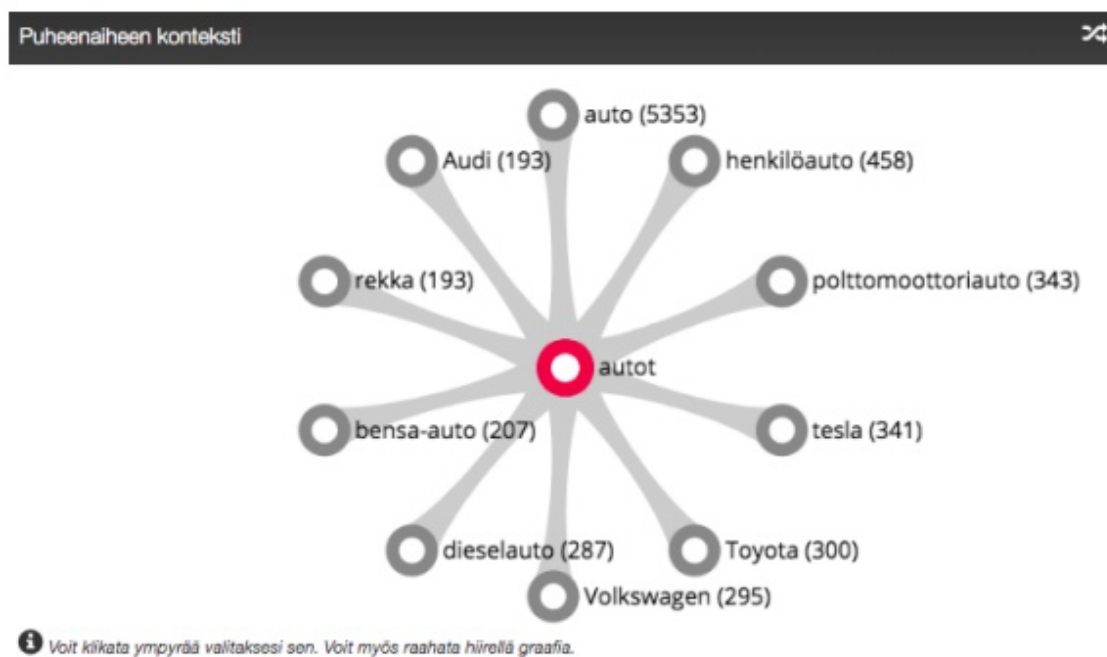 Puheenaiheen konteksti
auto (5353)
Audi (193)
henkilöauto (458)
rekka (193)
polttomoottoriauto (343)
autot
bensa-auto (207)
tesla (341)
dieselauto (287)
Toyota (300)
Volkswagen (295)
Voit klikata ympyrää valitaksesi sen. Voit myös raahata hiirellä graafia.